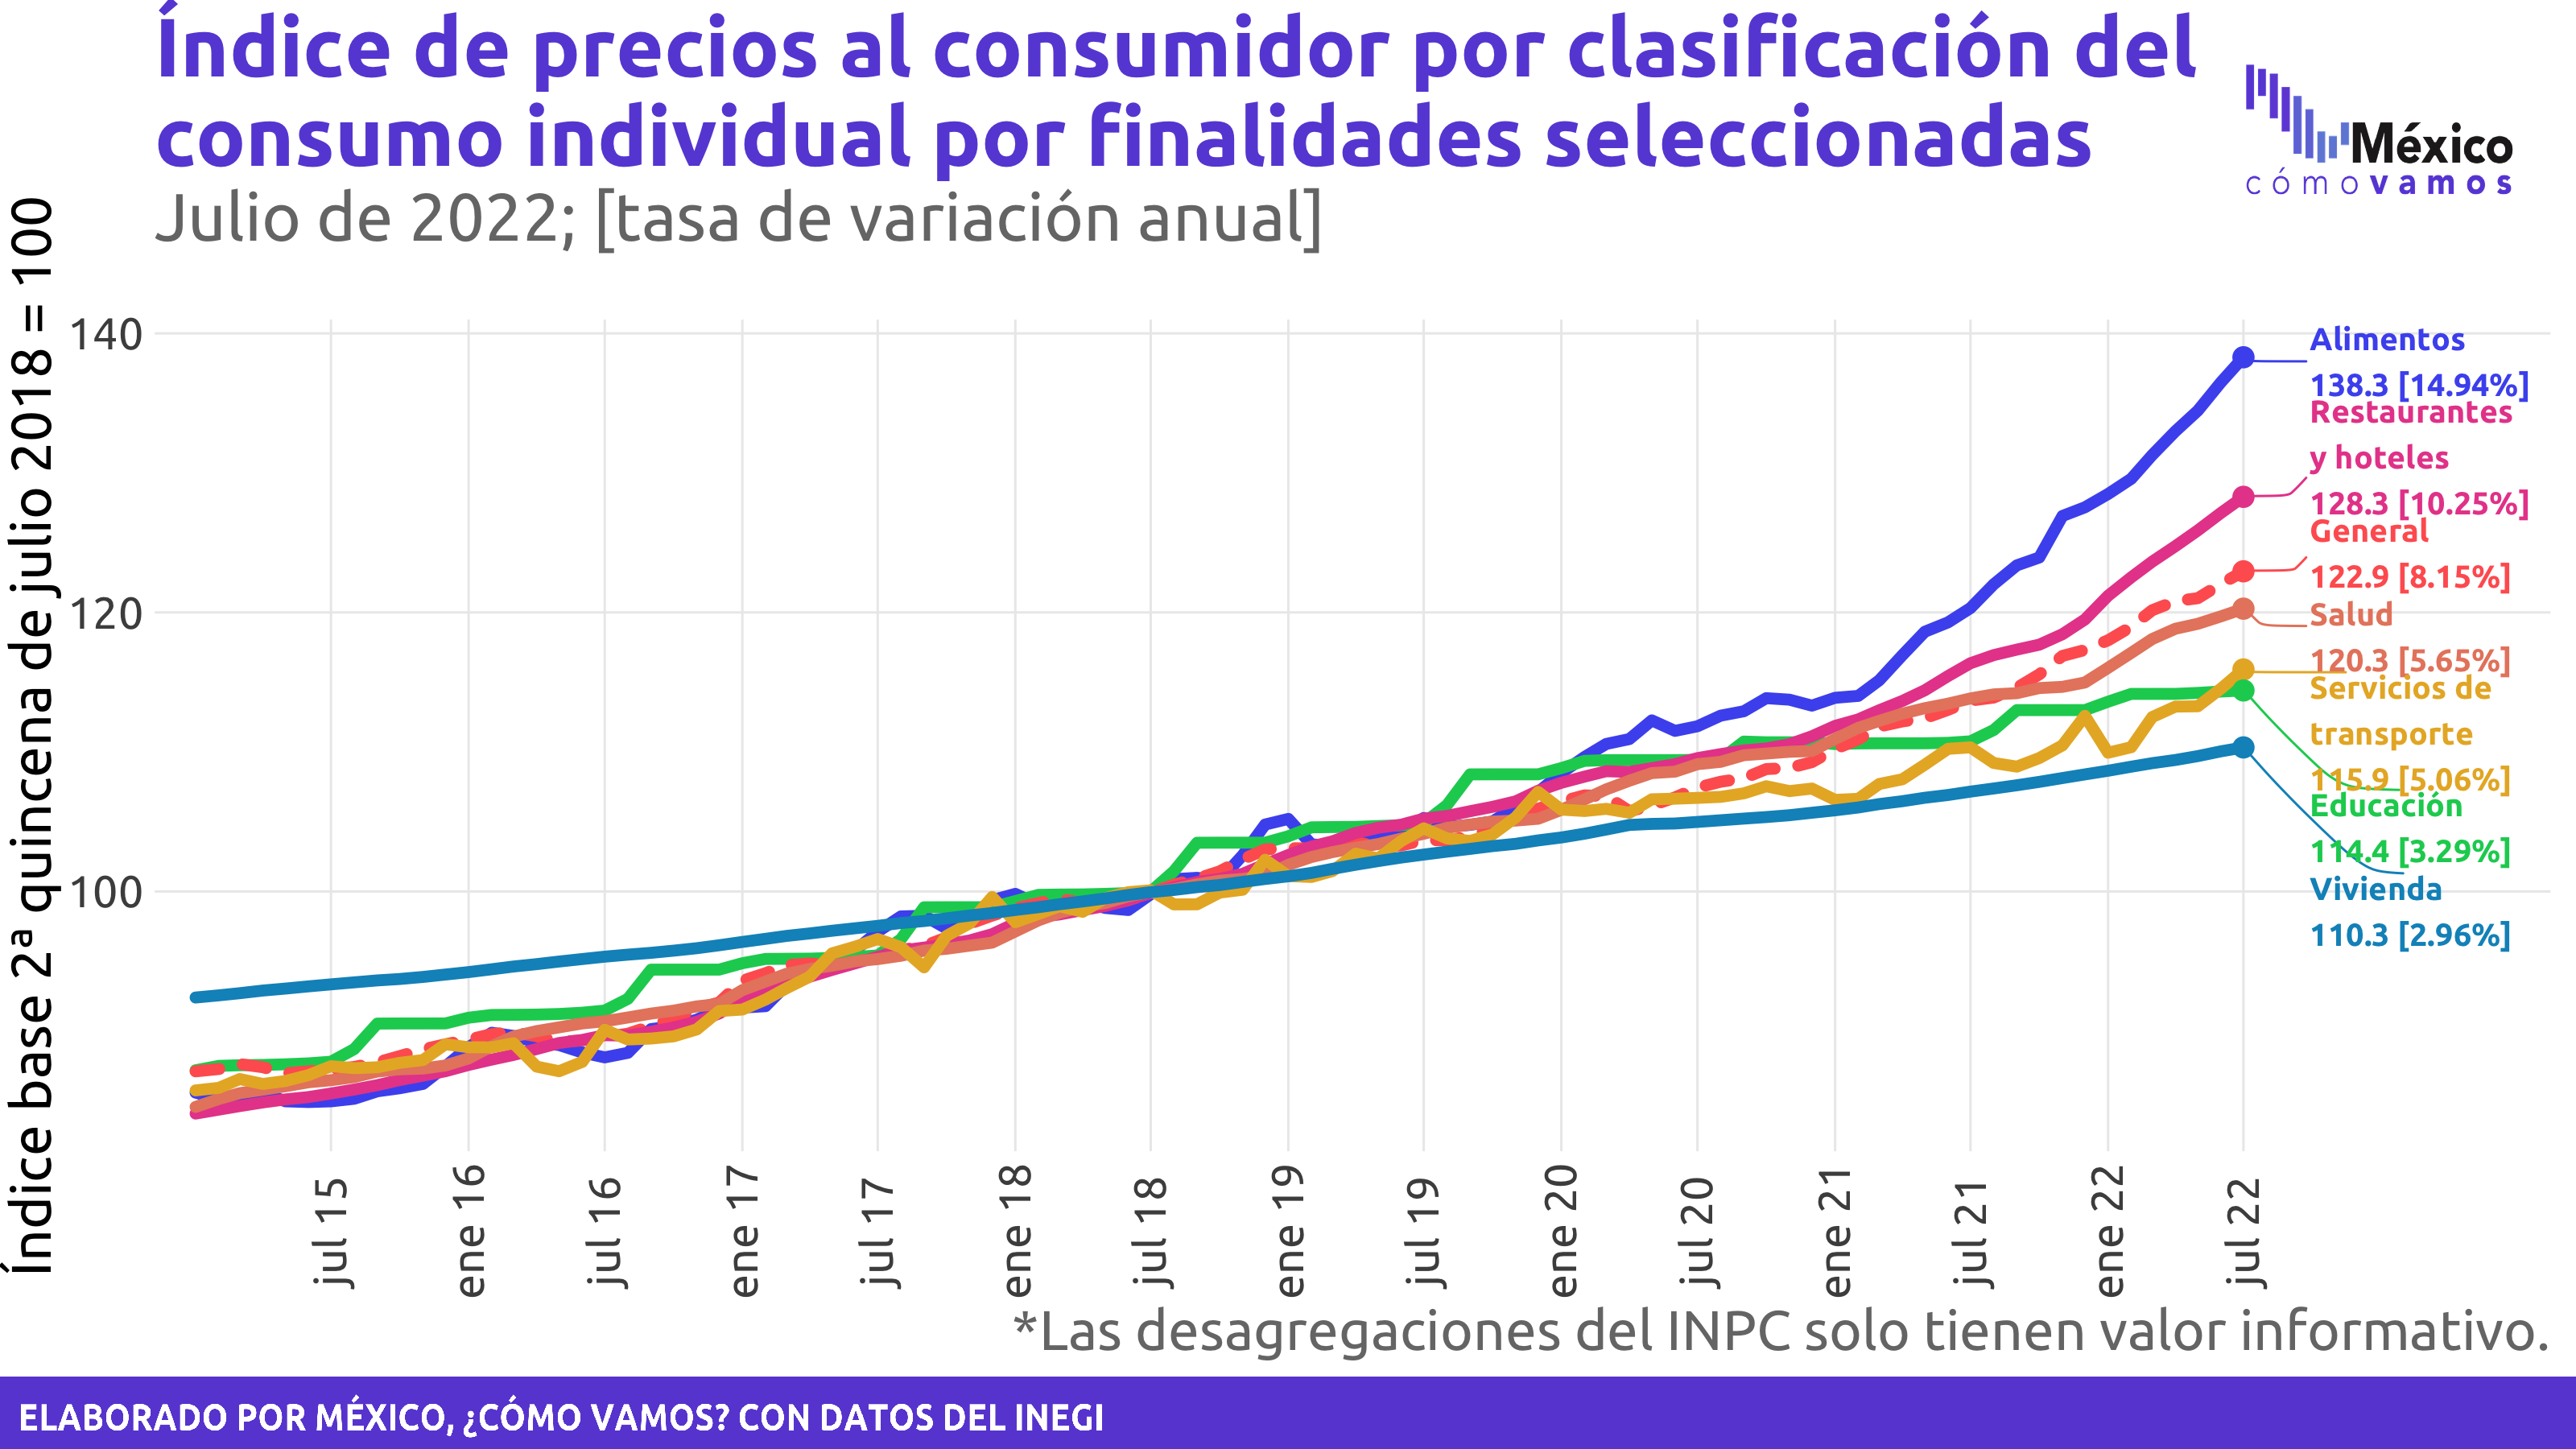 Índice de precios al consumidor por clasificación del
consumo individual por finalidades seleccionadas
Julio de 2022; [tasa de variación anual]
México
cómo vamos
Índice base 2ª quincena de julio 2018 = 100
140
120
100
Alimentos
138.3 [14.94%]
Restaurantes
y hoteles
128.3 [10.25%]
General
122.9 [8.15%]
Salud
120.3 [5.65%]
Servicios de
transporte
115.9 [5.06%]
Educación
114.4 [3.29%]
Vivienda
110.3 [2.96%]
jul 15
ene 16
jul 16
ene 17
jul 17
ene 18
jul 18
ene 19
jul 19
ene 20
jul 20
ene 21
jul 21
ene 22
jul 22
*Las desagregaciones del INPC solo tienen valor informativo.
ELABORADO POR MÉXICO, ¿CÓMO VAMOS? CON DATOS DEL INEGI